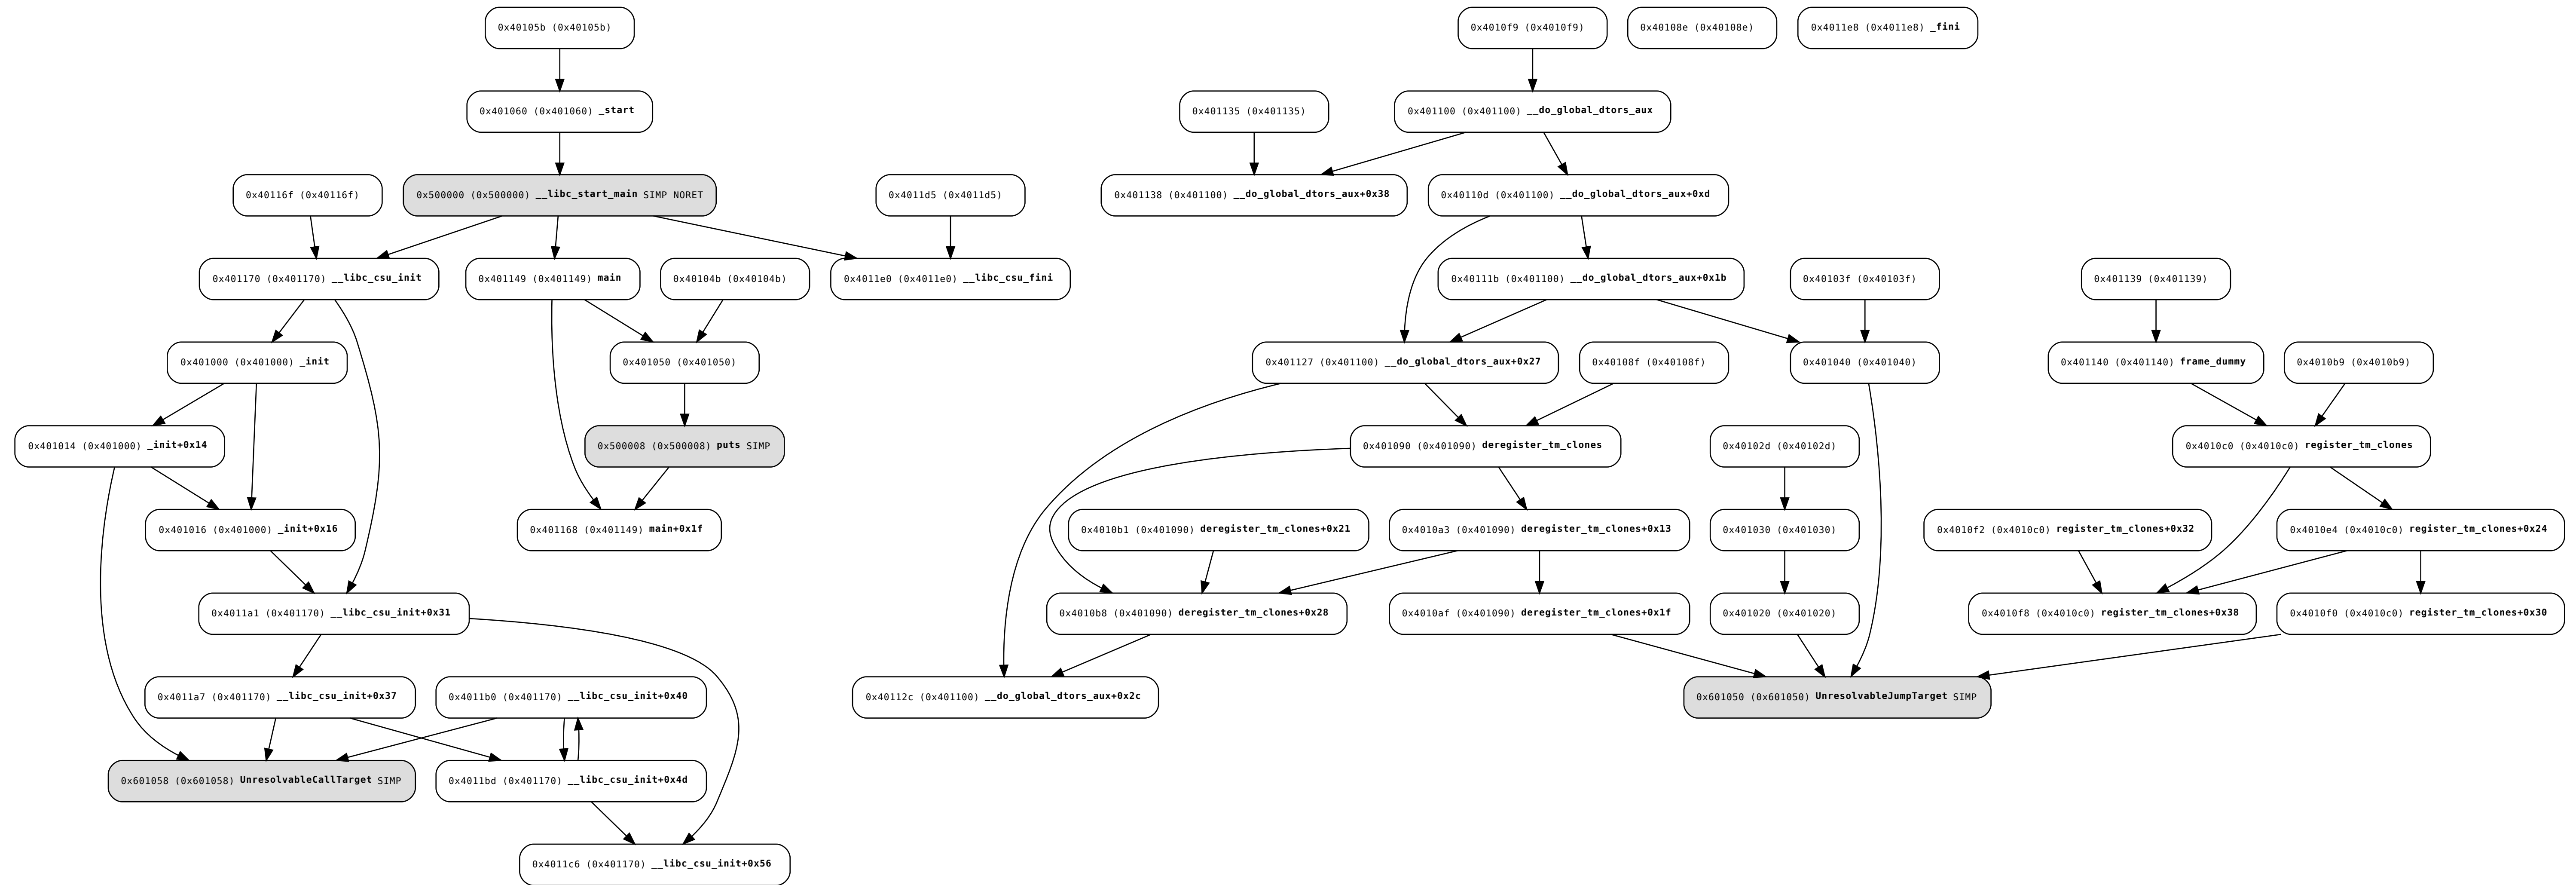 0x40105b (0x40105b)
0x4010f9 (0x4010f9)
0x40108e (0x40108e)
0x4011e8 (0x4011e8) _fini
0x401060 (0x401060) _start
0x401135 (0x401135)
0x401100 (0x401100) __do_global_dtors_aux
0x40116f (0x40116f)
0x500000 (0x500000) __libc_start_main SIMP NORET
0x4011d5 (0x4011d5)
0x401138 (0x401100) __do_global_dtors_aux+0x38
0x40110d (0x401100) __do_global_dtors_aux+0xd
0x401170 (0x401170) __libc_csu_init
0x401149 (0x401149) main
0x40104b (0x40104b)
0x4011e0 (0x4011e0) __libc_csu_fini
0x40111b (0x401100) __do_global_dtors_aux+0x1b
0x40103f (0x40103f)
0x401139 (0x401139)
0x401000 (0x401000) _init
0x401050 (0x401050)
0x401127 (0x401100) __do_global_dtors_aux+0x27
0x40108f (0x40108f)
0x401040 (0x401040)
0x401140 (0x401140) frame_dummy
0x4010b9 (0x4010b9)
0x401014 (0x401000) _init+0x14
0x500008 (0x500008) puts SIMP
0x401090 (0x401090) deregister_tm_clones
0x40102d (0x40102d)
0x4010c0 (0x4010c0) register_tm_clones
0x401016 (0x401000) _init+0x16
0x401168 (0x401149) main+0x1f
0x4010b1 (0x401090) deregister_tm_clones+0x21
0x4010a3 (0x401090) deregister_tm_clones+0x13
0x401030 (0x401030)
0x4010f2 (0x4010c0) register_tm_clones+0x32
0x4010e4 (0x4010c0) register_tm_clones+0x24
0x4011a1 (0x401170) __libc_csu_init+0x31
0x4010b8 (0x401090) deregister_tm_clones+0x28
0x4010af (0x401090) deregister_tm_clones+0x1f
0x401020 (0x401020)
0x4010f8 (0x4010c0) register_tm_clones+0x38
0x4010f0 (0x4010c0) register_tm_clones+0x30
0x4011a7 (0x401170) __libc_csu_init+0x37
0x4011b0 (0x401170) __libc_csu_init+0x40
0x40112c (0x401100) __do_global_dtors_aux+0x2c
0x601050 (0x601050) UnresolvableJumpTarget SIMP
0x601058 (0x601058) UnresolvableCallTarget SIMP
0x4011bd (0x401170) __libc_csu_init+0x4d
0x4011c6 (0x401170) __libc_csu_init+0x56